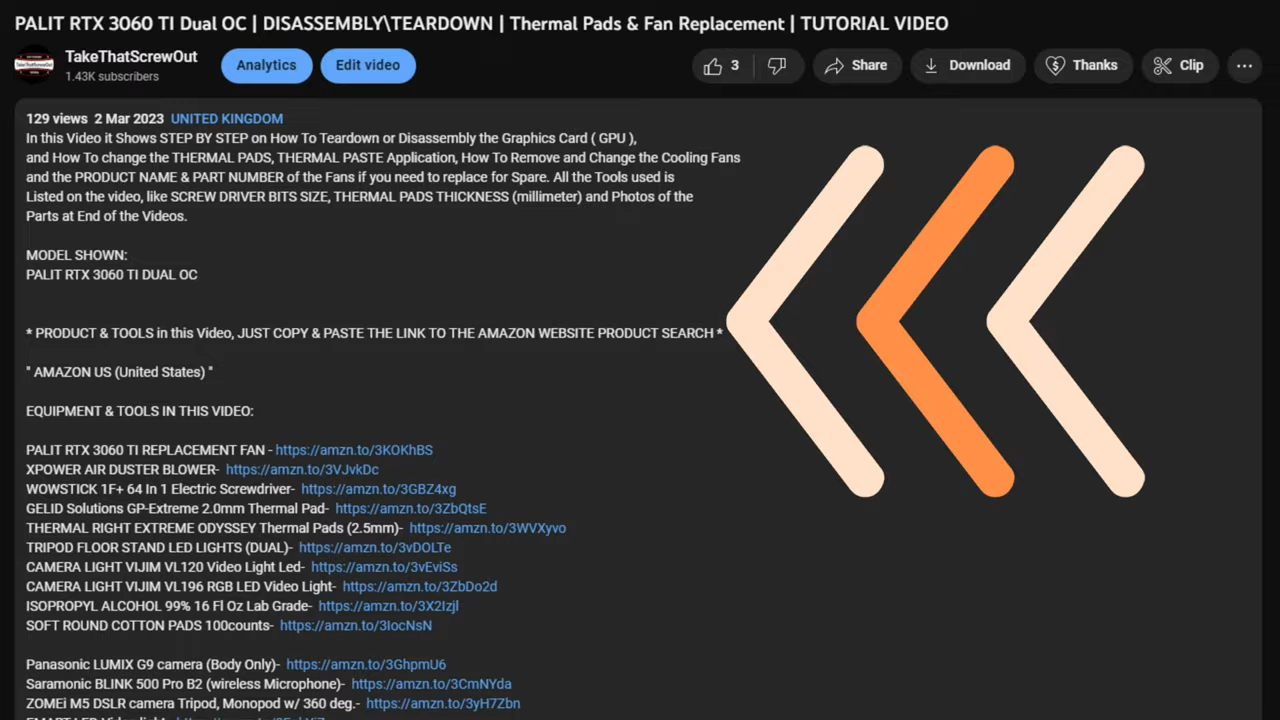 PALIT RTX 3060 TI Dual OC | DISASSEMBLY\TEARDOWN | Thermal Pads & Fan Replacement | TUTORIAL VIDEO
TakeThatScrewOut
1.43K subscribers
Analytics
Edit video
3
Share
Download
Thanks
Clip
129 views 2 Mar 2023 UNITED KINGDOM
In this Video it Shows STEP BY STEP on How To Teardown or Disassembly the Graphics Card ( GPU ),
and How To change the THERMAL PADS, THERMAL PASTE Application, How To Remove and Change the Cooling Fans
and the PRODUCT NAME & PART NUMBER of the Fans if you need to replace for Spare. All the Tools used is
Listed on the video, like SCREW DRIVER BITS SIZE, THERMAL PADS THICKNESS (millimeter) and Photos of the
Parts at End of the Videos.
MODEL SHOWN:
PALIT RTX 3060 TI DUAL OC
* PRODUCT & TOOLS in this Video, JUST COPY & PASTE THE LINK TO THE AMAZON WEBSITE PRODUCT SEARCH *
" AMAZON US (United States) "
EQUIPMENT & TOOLS IN THIS VIDEO:
PALIT RTX 3060 TI REPLACEMENT FAN - https://amzn.to/3KOKhBS
XPOWER AIR DUSTER BLOWER- https://amzn.to/3VJvkDc
WOWSTICK 1F+ 64 In 1 Electric Screwdriver- https://amzn.to/3GBZ4xg
GELID Solutions GP-Extreme 2.0mm Thermal Pad- https://amzn.to/3ZbQtsE
THERMAL RIGHT EXTREME ODYSSEY Thermal Pads (2.5mm)- https://amzn.to/3WVXyvo
TRIPOD FLOOR STAND LED LIGHTS (DUAL)- https://amzn.to/3vDOLTe
CAMERA LIGHT VIJIM VL120 Video Light Led- https://amzn.to/3vEviSs
CAMERA LIGHT VIJIM VL196 RGB LED Video Light- https://amzn.to/3ZbDo2d
ISOPROPYL ALCOHOL 99% 16 Fl Oz Lab Grade- https://amzn.to/3X2Izjl
SOFT ROUND COTTON PADS 100counts- https://amzn.to/3IocNsN
Panasonic LUMIX G9 camera (Body Only)- https://amzn.to/3GhpmU6
Saramonic BLINK 500 Pro B2 (wireless Microphone)- https://amzn.to/3CmNYda
ZOMEi M5 DSLR camera Tripod, Monopod w/ 360 deg.- https://amzn.to/3yH7Zbn